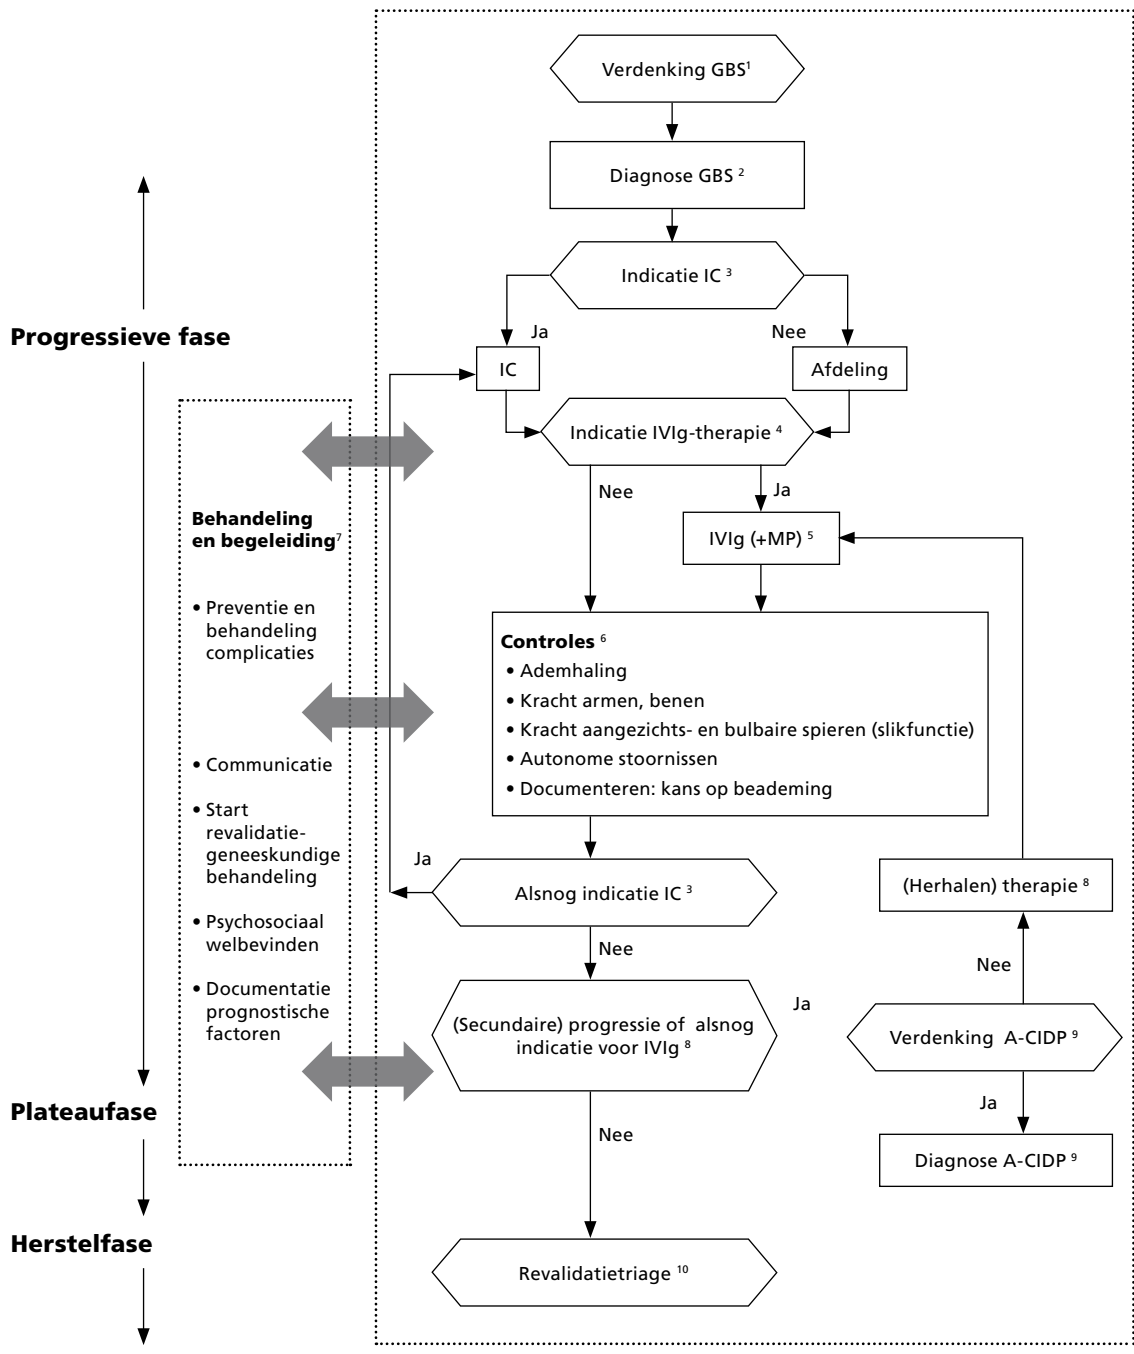 Verdenking GBS¹
Diagnose GBS ²
Indicatie IC ³
Ja
Nee
Progressieve fase
IC
Afdeling
Indicatie IVIg-therapie ⁴
Nee
Ja
Behandeling
en begeleiding⁷
IVIg (+MP) ⁵
• Preventie en
behandeling
complicaties
Controles ⁶
• Ademhaling
• Kracht armen, benen
• Kracht aangezichts- en bulbaire spieren (slikfunctie)
• Autonome stoornissen
• Documenteren: kans op beademing
• Communicatie
• Start
revalidatie-
geneeskundige
behandeling
• Psychosociaal
welbevinden
• Documentatie
prognostische
factoren
Ja
Alsnog indicatie IC ³
(Herhalen) therapie ⁸
Nee
Nee
(Secundaire) progressie of alsnog
indicatie voor IVIg ⁸
Ja
Verdenking A-CIDP ⁹
Plateaufase
Nee
Ja
Diagnose A-CIDP ⁹
Herstelfase
Revalidatietriage ¹⁰